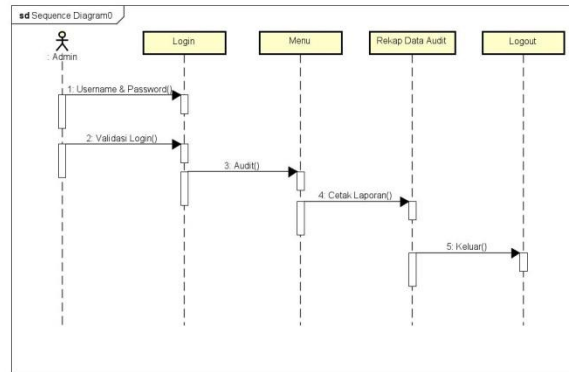 sd Sequence Diagram0
: Admin
Login
Menu
Rekap Data Audit
Logout
1: Username & Password()
2: Validasi Login()
3: Audit()
4: Cetak Laporan()
5: Keluar()